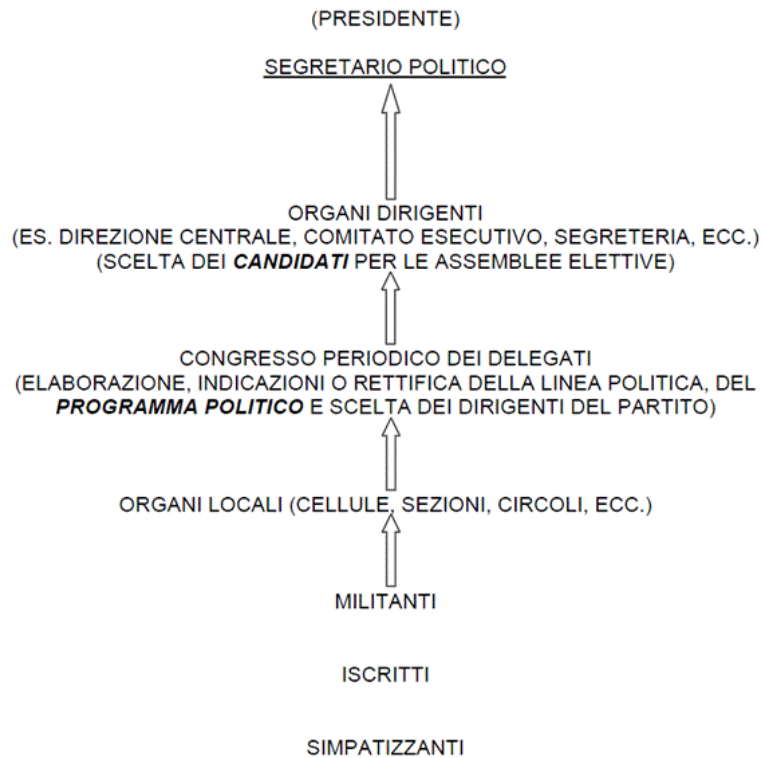 (PRESIDENTE)
SEGRETARIO POLITICO
ORGANI DIRIGENTI
(ES. DIREZIONE CENTRALE, COMITATO ESECUTIVO, SEGRETERIA, ECC.)
(SCELTA DEI CANDIDATI PER LE ASSEMBLEE ELETTIVE)
CONGRESSO PERIODICO DEI DELEGATI
(ELABORAZIONE, INDICAZIONI O RETTIFICA DELLA LINEA POLITICA, DEL
PROGRAMMA POLITICO E SCELTA DEI DIRIGENTI DEL PARTITO)
ORGANI LOCALI (CELLULE, SEZIONI, CIRCOLI, ECC.)
MILITANTI
ISCRITTI
SIMPATIZZANTI